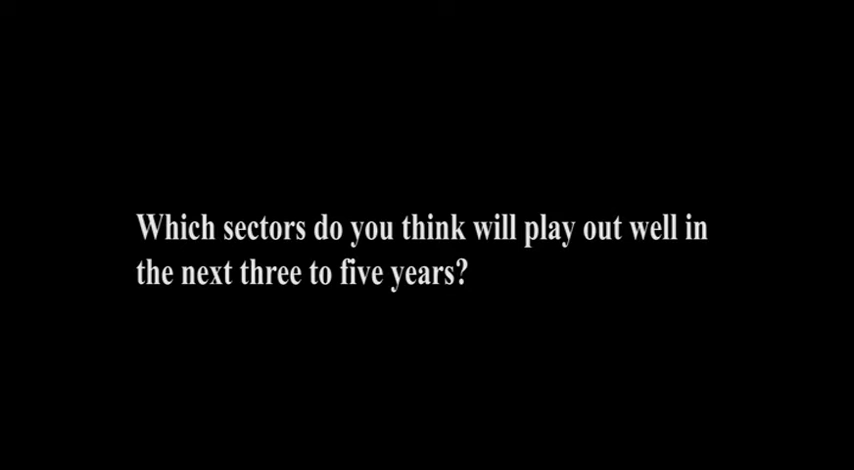 Which sectors do you think will play out well in
the next three to five years?